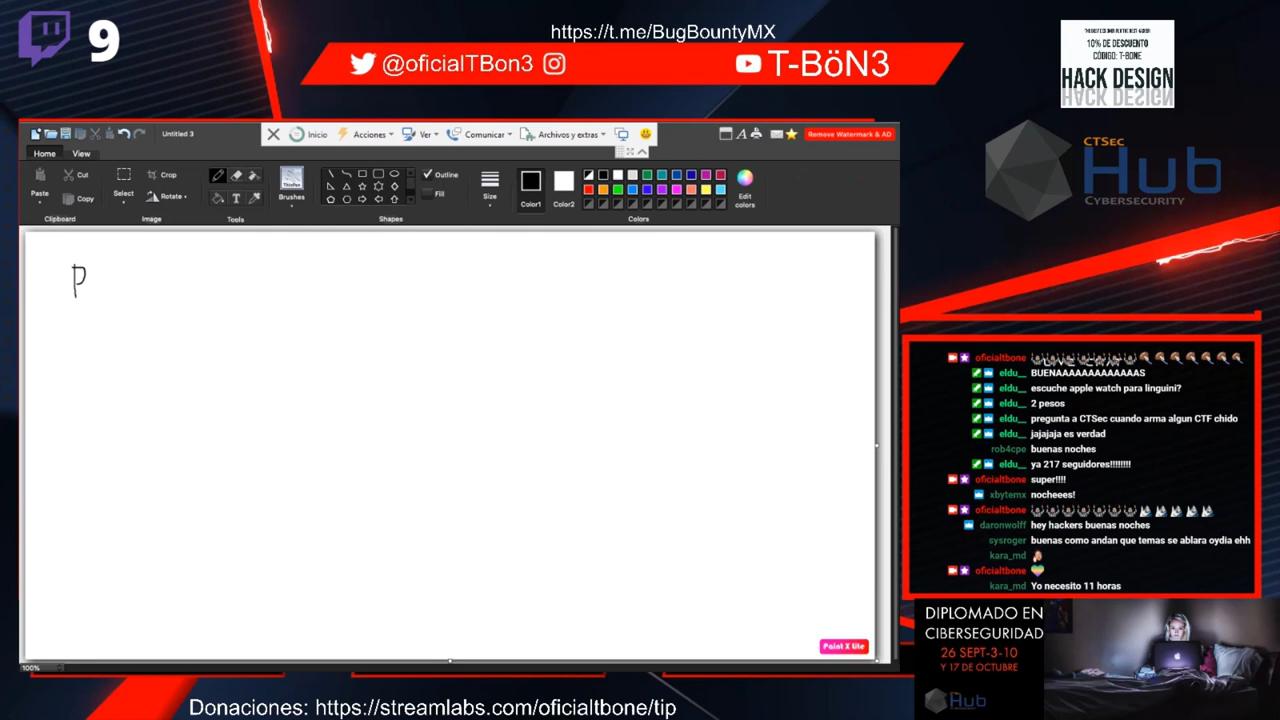 9
https://t.me/BugBountyMX
@oficialTBon3
T-BöN3
10% DE DESCUENTO
CÓDIGO: T-BONE
HACK DESIGN
CTSec
Hub
CYBERSECURITY
Untitled 3
Inicio
Acciones
Ver
Comunicar
Archivos y extras
Remove Watermark & AD
Home
View
Paste
Cut
Copy
Clipboard
Select
Crop
Rotate
Image
Tools
Brushes
Shapes
Outline
Fill
Size
Color1
Color2
Edit
colors
Colors
P
Paint X lite
100%
oficialtbone
eldu__ BUENAAAAAAAAAAAAS
eldu__ escuche apple watch para linguini?
eldu__ 2 pesos
eldu__ pregunta a CTSec cuando arma algun CTF chido
eldu__ jajajaja es verdad
rob4cpe buenas noches
eldu__ ya 217 seguidores!!!!!!!!
oficialtbone super!!!!
xbytemx nocheees!
oficialtbone
daronwolff hey hackers buenas noches
sysroger buenas como andan que temas se ablara oydia ehh
kara_md
oficialtbone
kara_md Yo necesito 11 horas
DIPLOMADO EN
CIBERSEGURIDAD
26 SEPT-3-10
Y 17 DE OCTUBRE
Hub
Donaciones: https://streamlabs.com/oficialtbone/tip